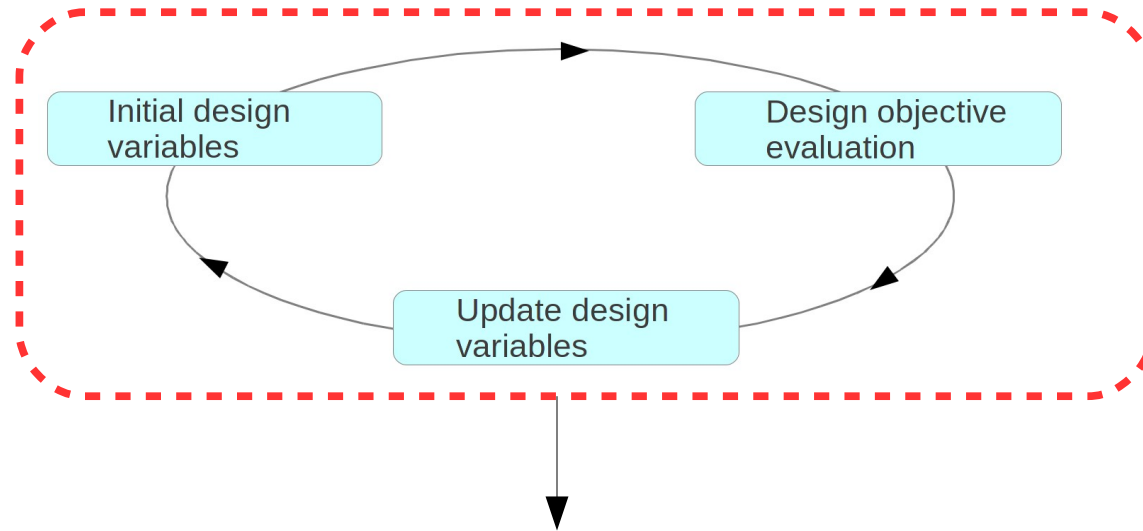 Initial design
variables
Design objective
evaluation
Update design
variables